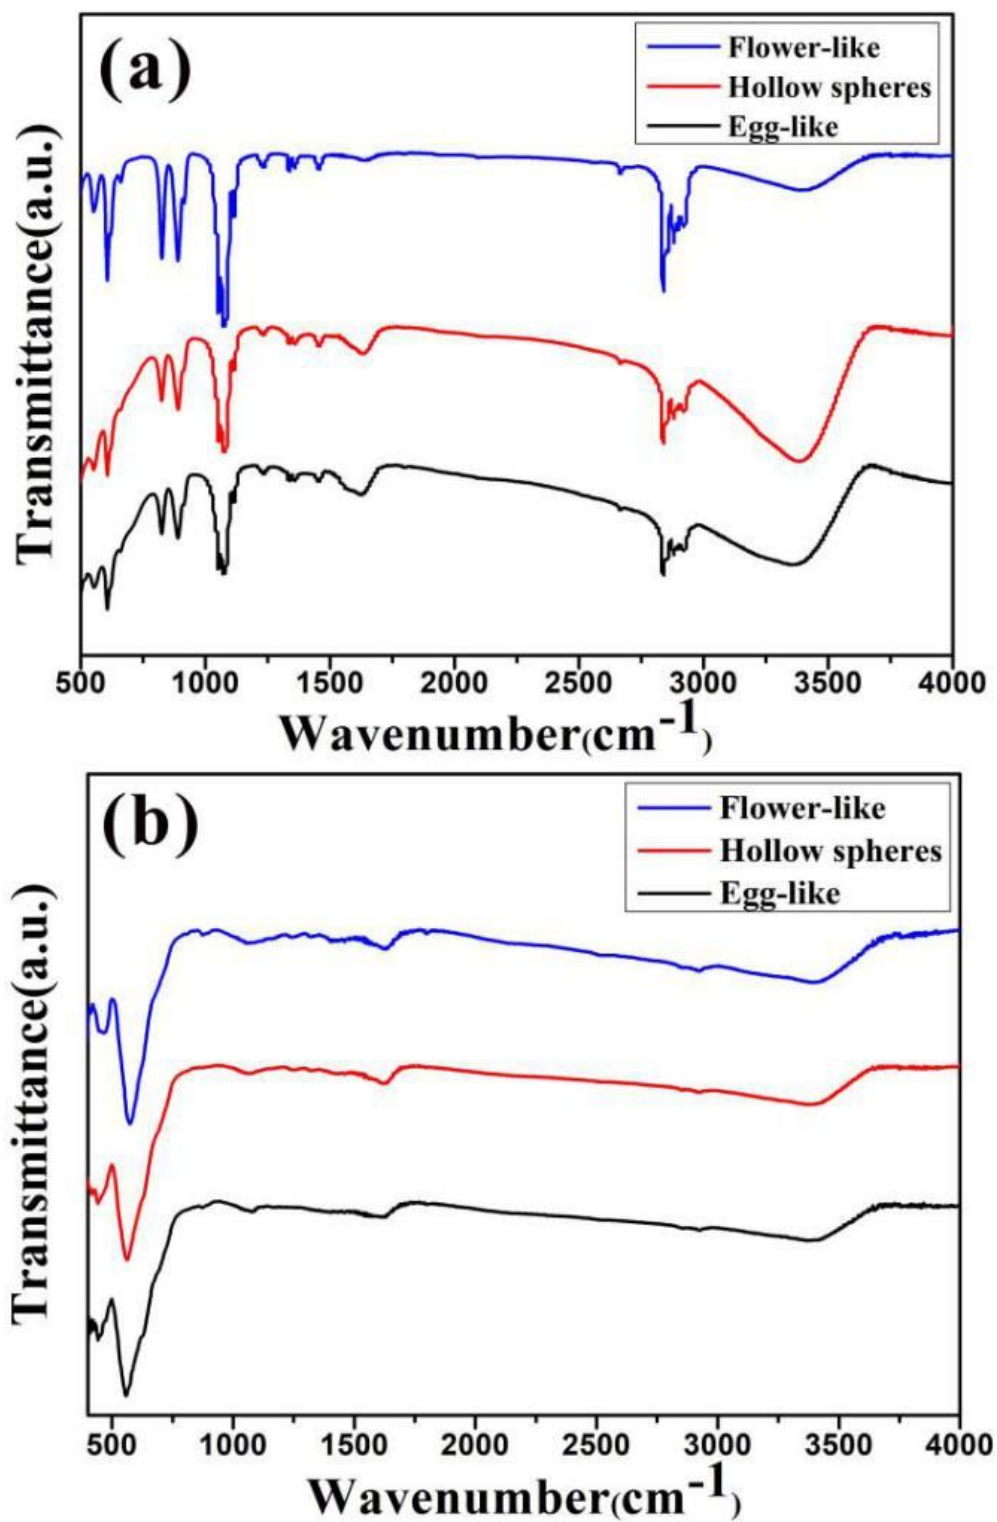 (a)
Flower-like
Hollow spheres
Egg-like
Transmittance(a.u.)
500 1000 1500 2000 2500 3000 3500 4000
Wavenumber(cm-1)
(b)
Flower-like
Hollow spheres
Egg-like
Transmittance(a.u.)
500 1000 1500 2000 2500 3000 3500 4000
Wavenumber(cm-1)